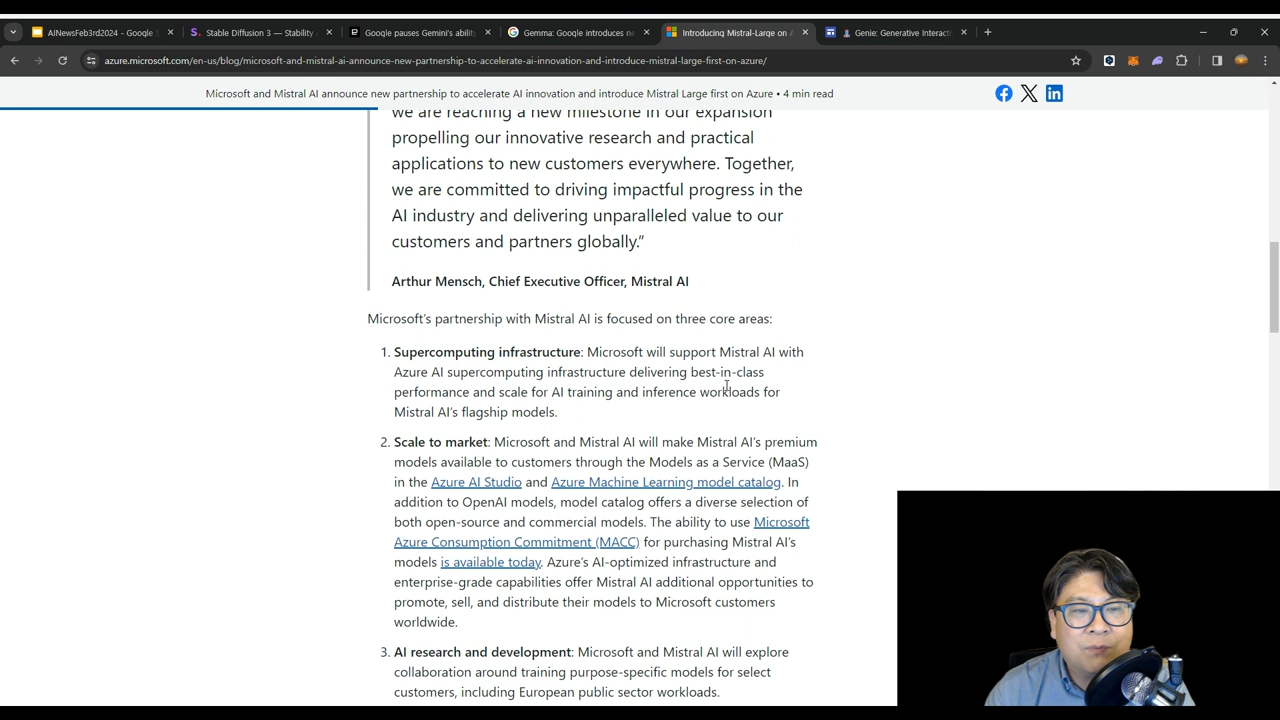 AINewsFeb3rd2024 - Google S
Stable Diffusion 3 — Stability
Google pauses Gemini's ability
Gemma: Google introduces ne
Introducing Mistral-Large on A
Genie: Generative Interacti
azure.microsoft.com/en-us/blog/microsoft-and-mistral-ai-announce-new-partnership-to-accelerate-ai-innovation-and-introduce-mistral-large-first-on-azure/
Microsoft and Mistral AI announce new partnership to accelerate AI innovation and introduce Mistral Large first on Azure • 4 min read
we are reaching a new milestone in our expansion
propelling our innovative research and practical
applications to new customers everywhere. Together,
we are committed to driving impactful progress in the
AI industry and delivering unparalleled value to our
customers and partners globally.”
Arthur Mensch, Chief Executive Officer, Mistral AI
Microsoft’s partnership with Mistral AI is focused on three core areas:
1. Supercomputing infrastructure: Microsoft will support Mistral AI with
Azure AI supercomputing infrastructure delivering best-in-class
performance and scale for AI training and inference workloads for
Mistral AI’s flagship models.
2. Scale to market: Microsoft and Mistral AI will make Mistral AI’s premium
models available to customers through the Models as a Service (MaaS)
in the Azure AI Studio and Azure Machine Learning model catalog. In
addition to OpenAI models, model catalog offers a diverse selection of
both open-source and commercial models. The ability to use Microsoft
Azure Consumption Commitment (MACC) for purchasing Mistral AI’s
models is available today. Azure’s AI-optimized infrastructure and
enterprise-grade capabilities offer Mistral AI additional opportunities to
promote, sell, and distribute their models to Microsoft customers
worldwide.
3. AI research and development: Microsoft and Mistral AI will explore
collaboration around training purpose-specific models for select
customers, including European public sector workloads.